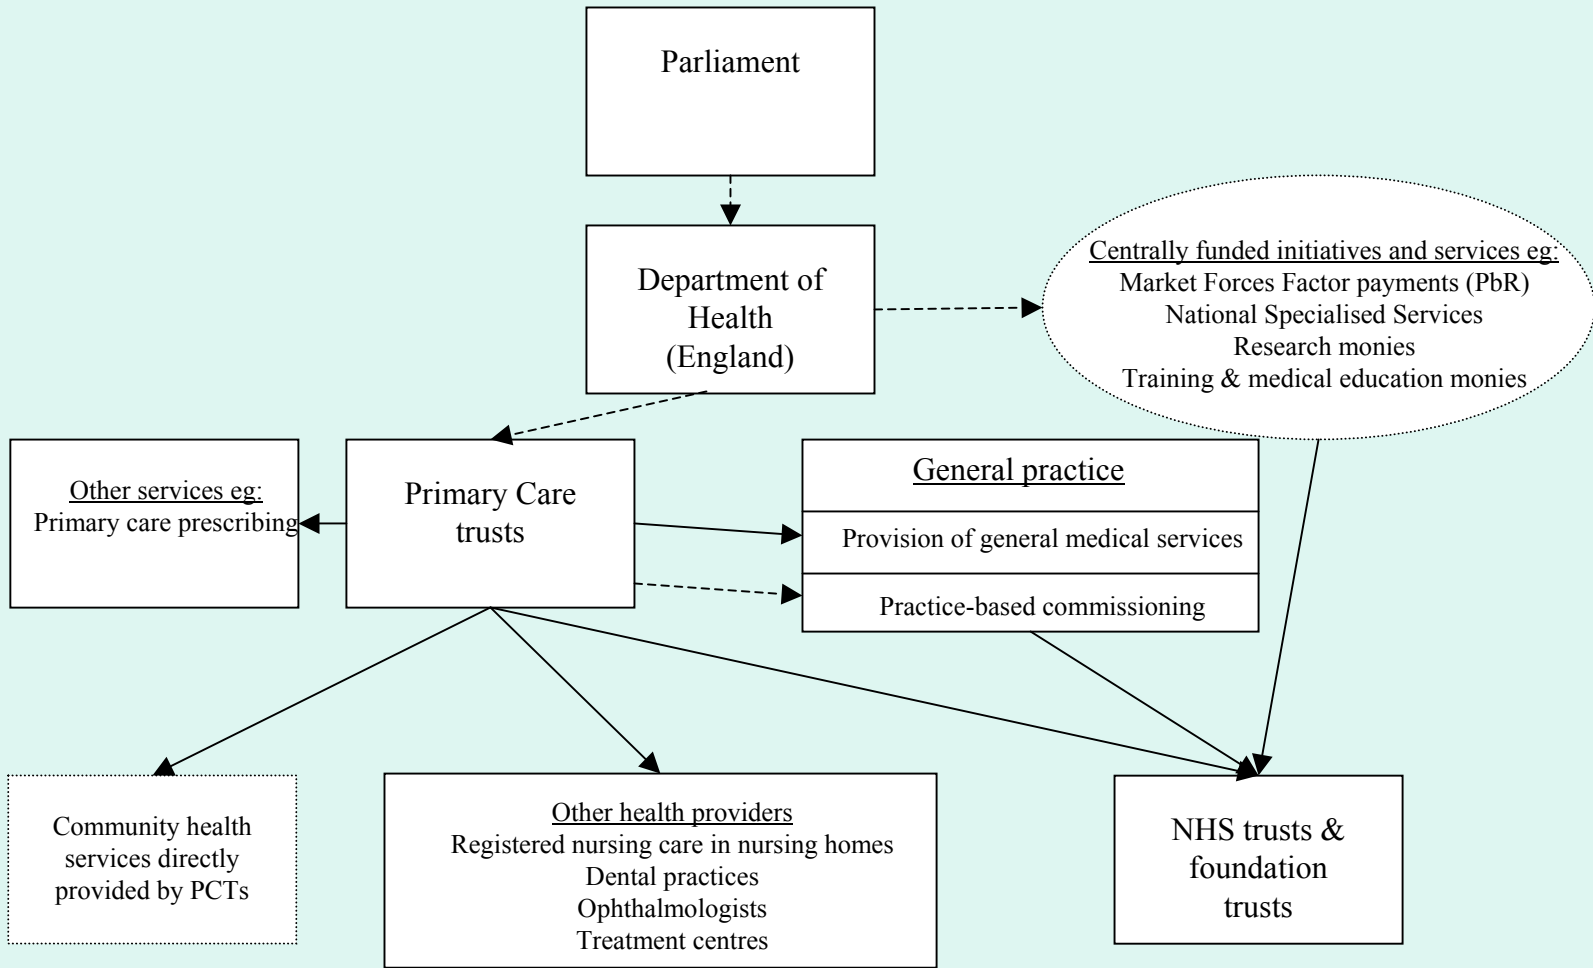 Parliament
Department of
Health
(England)
Centrally funded initiatives and services eg:
Market Forces Factor payments (PbR)
National Specialised Services
Research monies
Training & medical education monies
Other services eg:
Primary care prescribing
Primary Care
trusts
General practice
Provision of general medical services
Practice-based commissioning
Community health
services directly
provided by PCTs
Other health providers
Registered nursing care in nursing homes
Dental practices
Ophthalmologists
Treatment centres
NHS trusts &
foundation
trusts